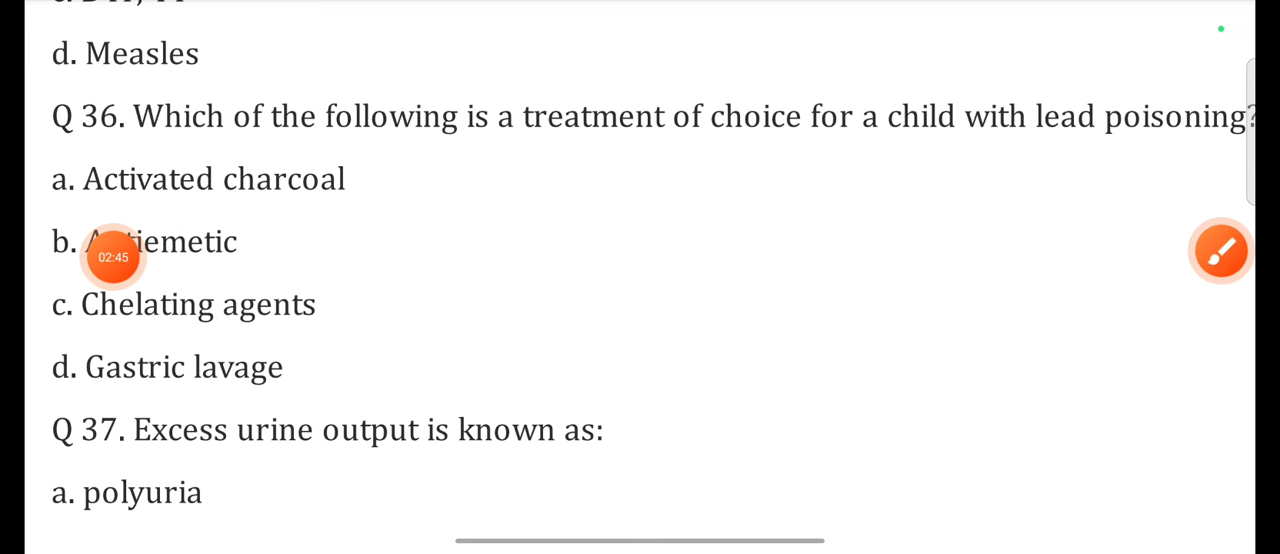 d. Measles
Q 36. Which of the following is a treatment of choice for a child with lead poisoning?
a. Activated charcoal
b.
02:45
c. Chelating agents
d. Gastric lavage
Q 37. Excess urine output is known as:
a. polyuria